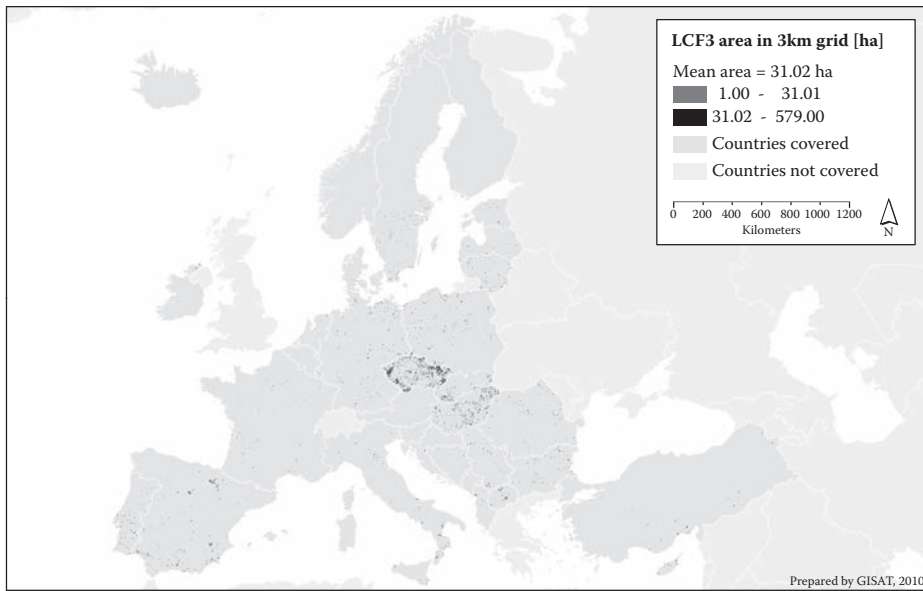 LCF3 area in 3km grid [ha]
Mean area = 31.02 ha
1.00 - 31.01
31.02 - 579.00
Countries covered
Countries not covered
0 200 400 600 800 1000 1200
Kilometers
N
Prepared by GISAT, 2010